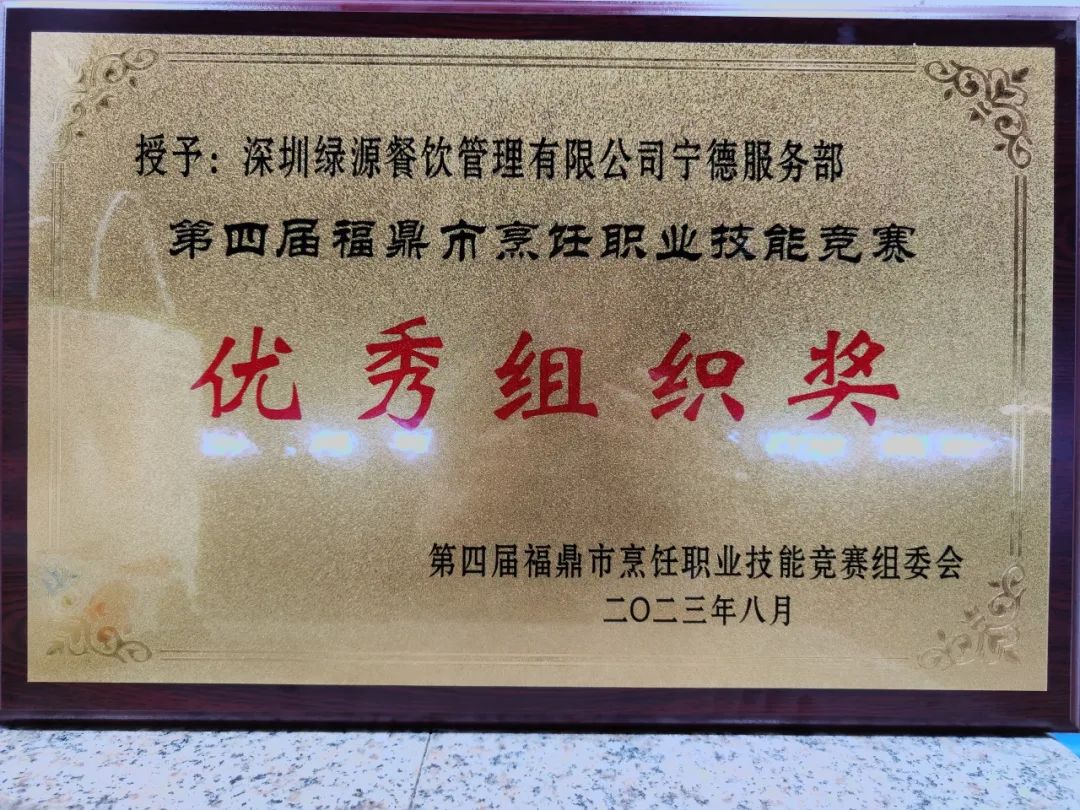 授予：深圳绿源餐饮管理有限公司宁德服务部
第四届福鼎市烹饪职业技能竞赛
优秀组织奖
第四届福鼎市烹饪职业技能竞赛组委会
二〇二三年八月